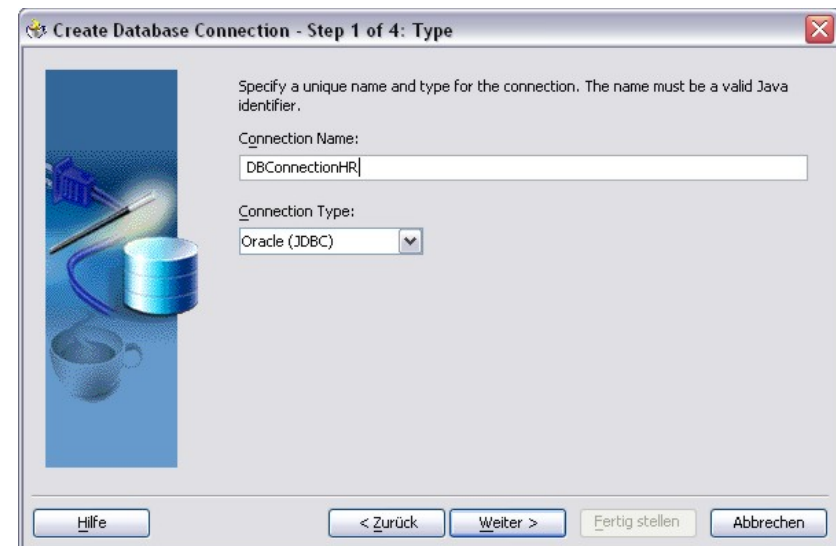 Create Database Connection - Step 1 of 4: Type
Specify a unique name and type for the connection. The name must be a valid Java
identifier.
Connection Name:
DBConnectionHR
Connection Type:
Oracle (JDBC)
Hilfe
< Zurück
Weiter >
Fertig stellen
Abbrechen